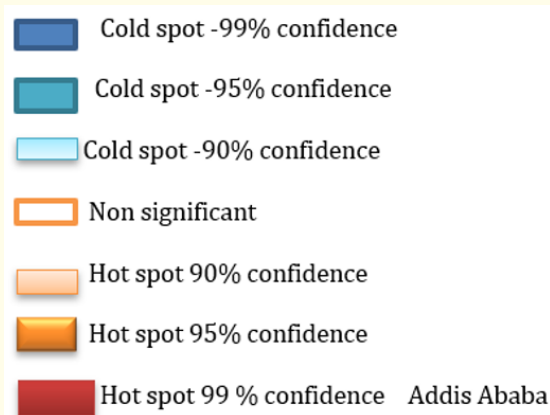 Cold spot -99% confidence
Cold spot -95% confidence
Cold spot -90% confidence
Non significant
Hot spot 90% confidence
Hot spot 95% confidence
Hot spot 99 % confidence Addis Ababa